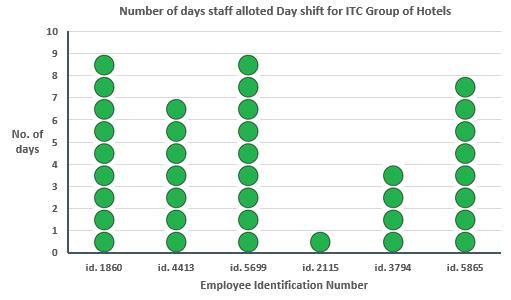 Number of days staff alloted Day shift for ITC Group of Hotels
10
9
8
7
6
5
4
3
2
1
0
No. of
days
id. 1860 id. 4413 id. 5699 id. 2115 id. 3794 id. 5865
Employee Identification Number